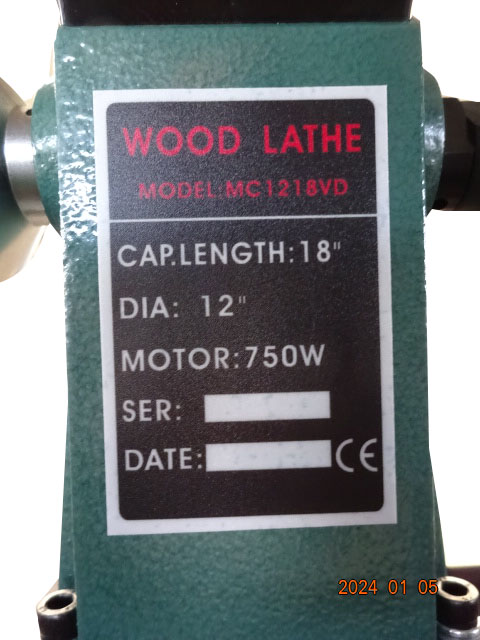 WOOD LATHE
MODEL:MC1218VD
CAP.LENGTH:18"
DIA: 12"
MOTOR:750W
SER:
DATE: CE
2024 01 05